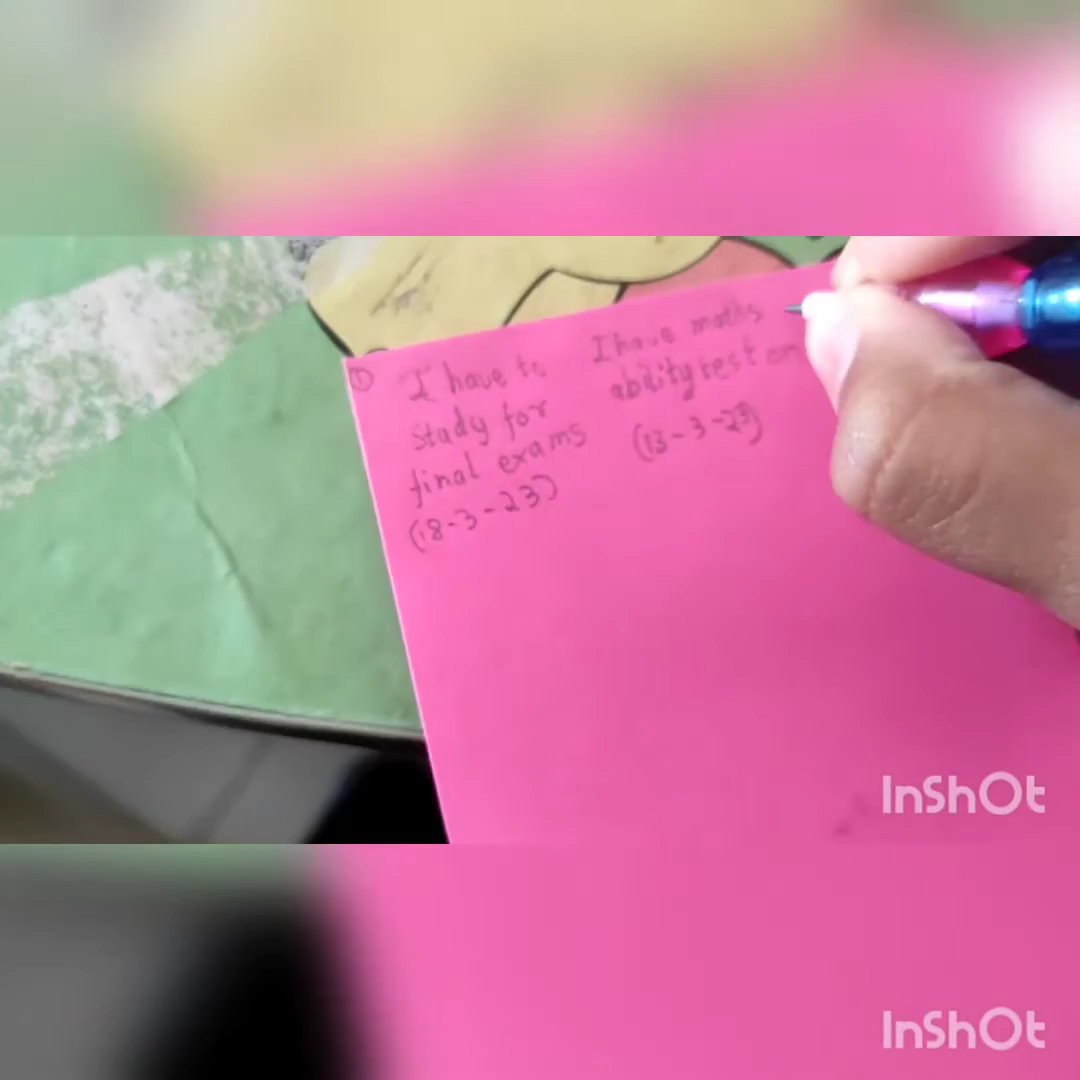 ① I have to
study for
final exams
(18-3-23)
I have maths
ability test on
(13-3-23)
InShOt
InShOt